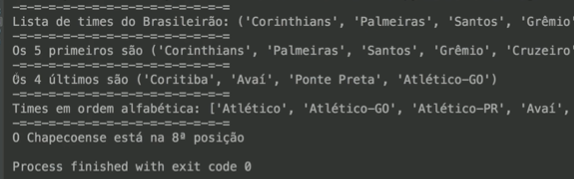 -=-=-=-=-=-=-=-=-=-=-=-=-=-=-=
Lista de times do Brasileirão: ('Corinthians', 'Palmeiras', 'Santos', 'Grêmio'
-=-=-=-=-=-=-=-=-=-=-=-=-=-=-=
Os 5 primeiros são ('Corinthians', 'Palmeiras', 'Santos', 'Grêmio', 'Cruzeiro'
-=-=-=-=-=-=-=-=-=-=-=-=-=-=-=
Os 4 últimos são ('Coritiba', 'Avaí', 'Ponte Preta', 'Atlético-GO')
-=-=-=-=-=-=-=-=-=-=-=-=-=-=-=
Times em ordem alfabética: ['Atlético', 'Atlético-GO', 'Atlético-PR', 'Avaí',
-=-=-=-=-=-=-=-=-=-=-=-=-=-=-=
O Chapecoense está na 8ª posição
Process finished with exit code 0